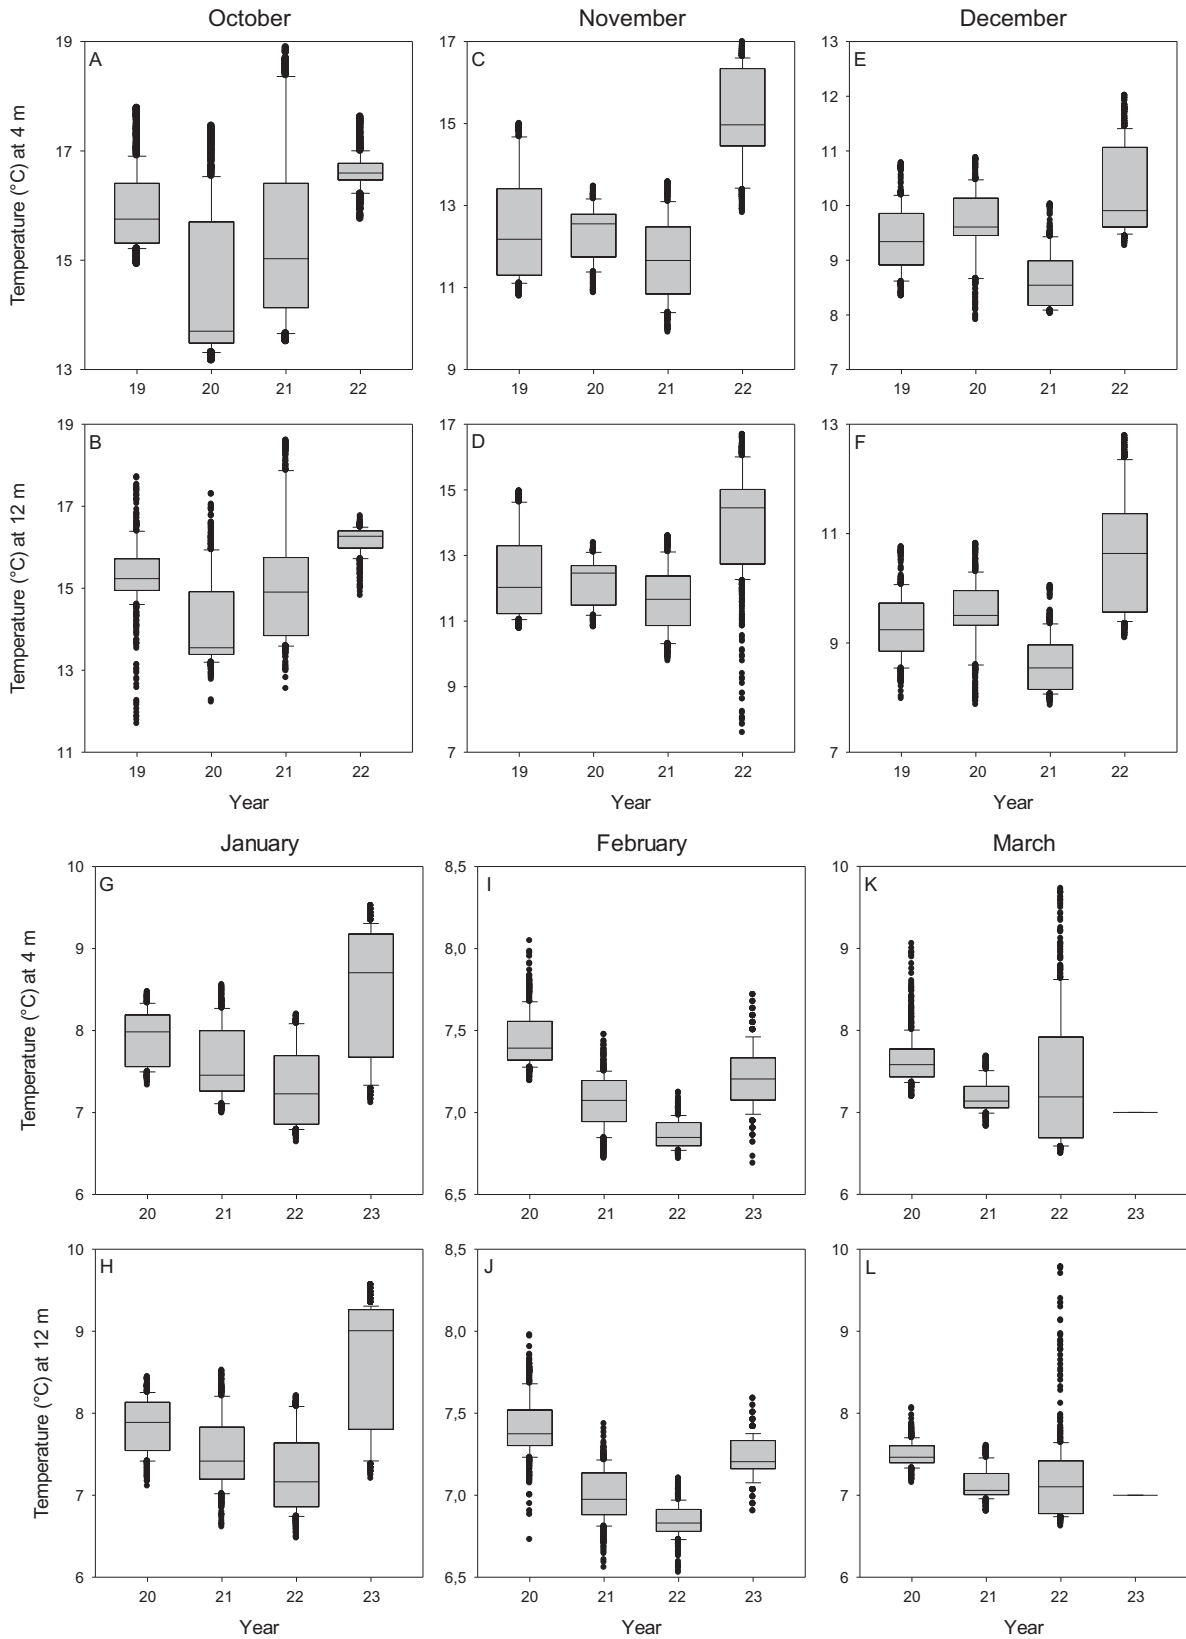 October November December
Temperature (°C) at 4 m
A
19
17
15
13
19 20 21 22
C
17
15
13
11
9
19 20 21 22
E
13
12
11
10
9
8
7
19 20 21 22
Temperature (°C) at 12 m
B
19
17
15
13
11
19 20 21 22
Year
D
17
15
13
11
9
7
19 20 21 22
Year
F
13
11
9
7
19 20 21 22
Year
January February March
Temperature (°C) at 4 m
G
10
9
8
7
6
20 21 22 23
I
8,5
8,0
7,5
7,0
6,5
20 21 22 23
K
10
9
8
7
6
20 21 22 23
Temperature (°C) at 12 m
H
10
9
8
7
6
20 21 22 23
Year
J
8,5
8,0
7,5
7,0
6,5
20 21 22 23
Year
L
10
9
8
7
6
20 21 22 23
Year